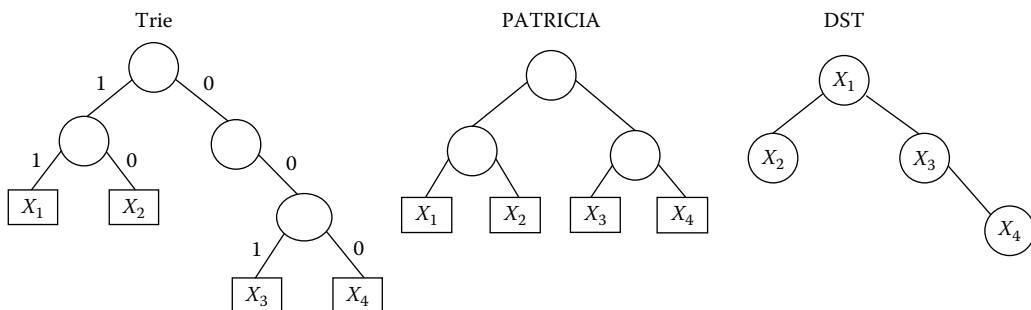 Trie
1 0
1 0 0
X1 X2
1 0
X3 X4
PATRICIA
X1 X2 X3 X4
DST
X1
X2 X3
X4